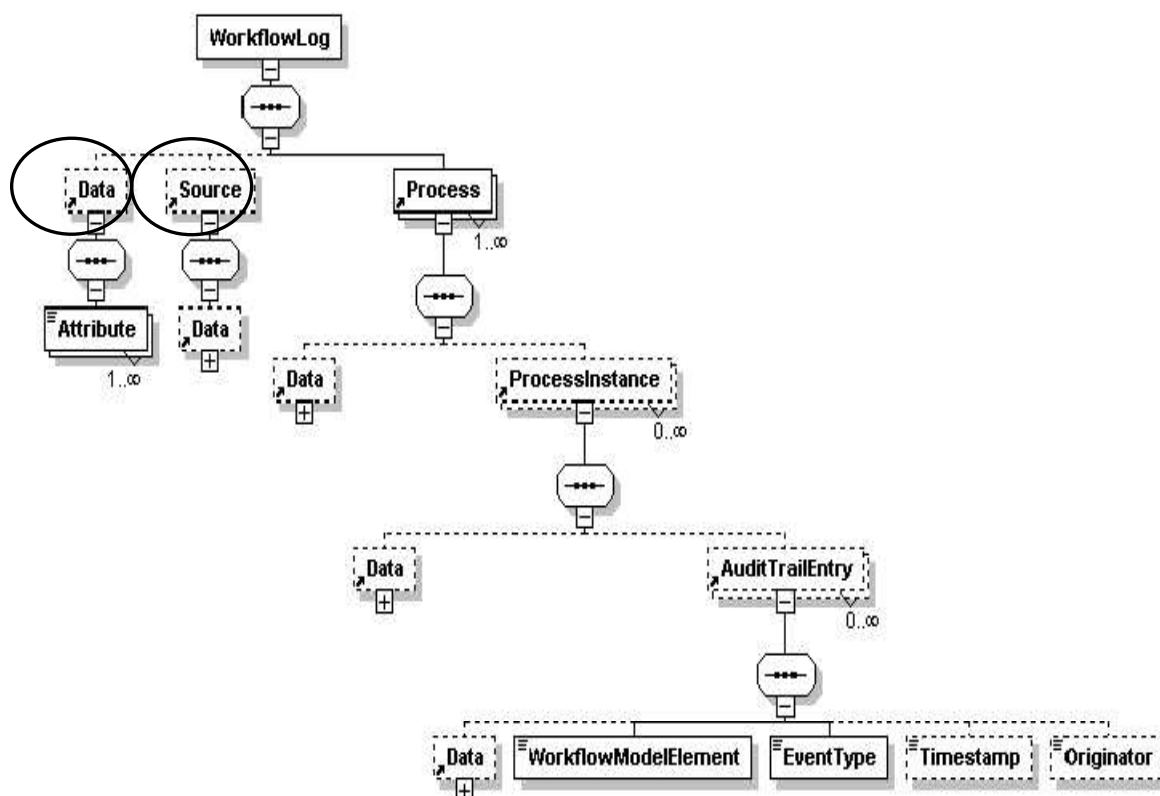 WorkflowLog
Data
Source
Process
1..∞
Attribute
1..∞
Data
Data
ProcessInstance
0..∞
Data
AuditTrailEntry
0..∞
Data
WorkflowModelElement
EventType
Timestamp
Originator